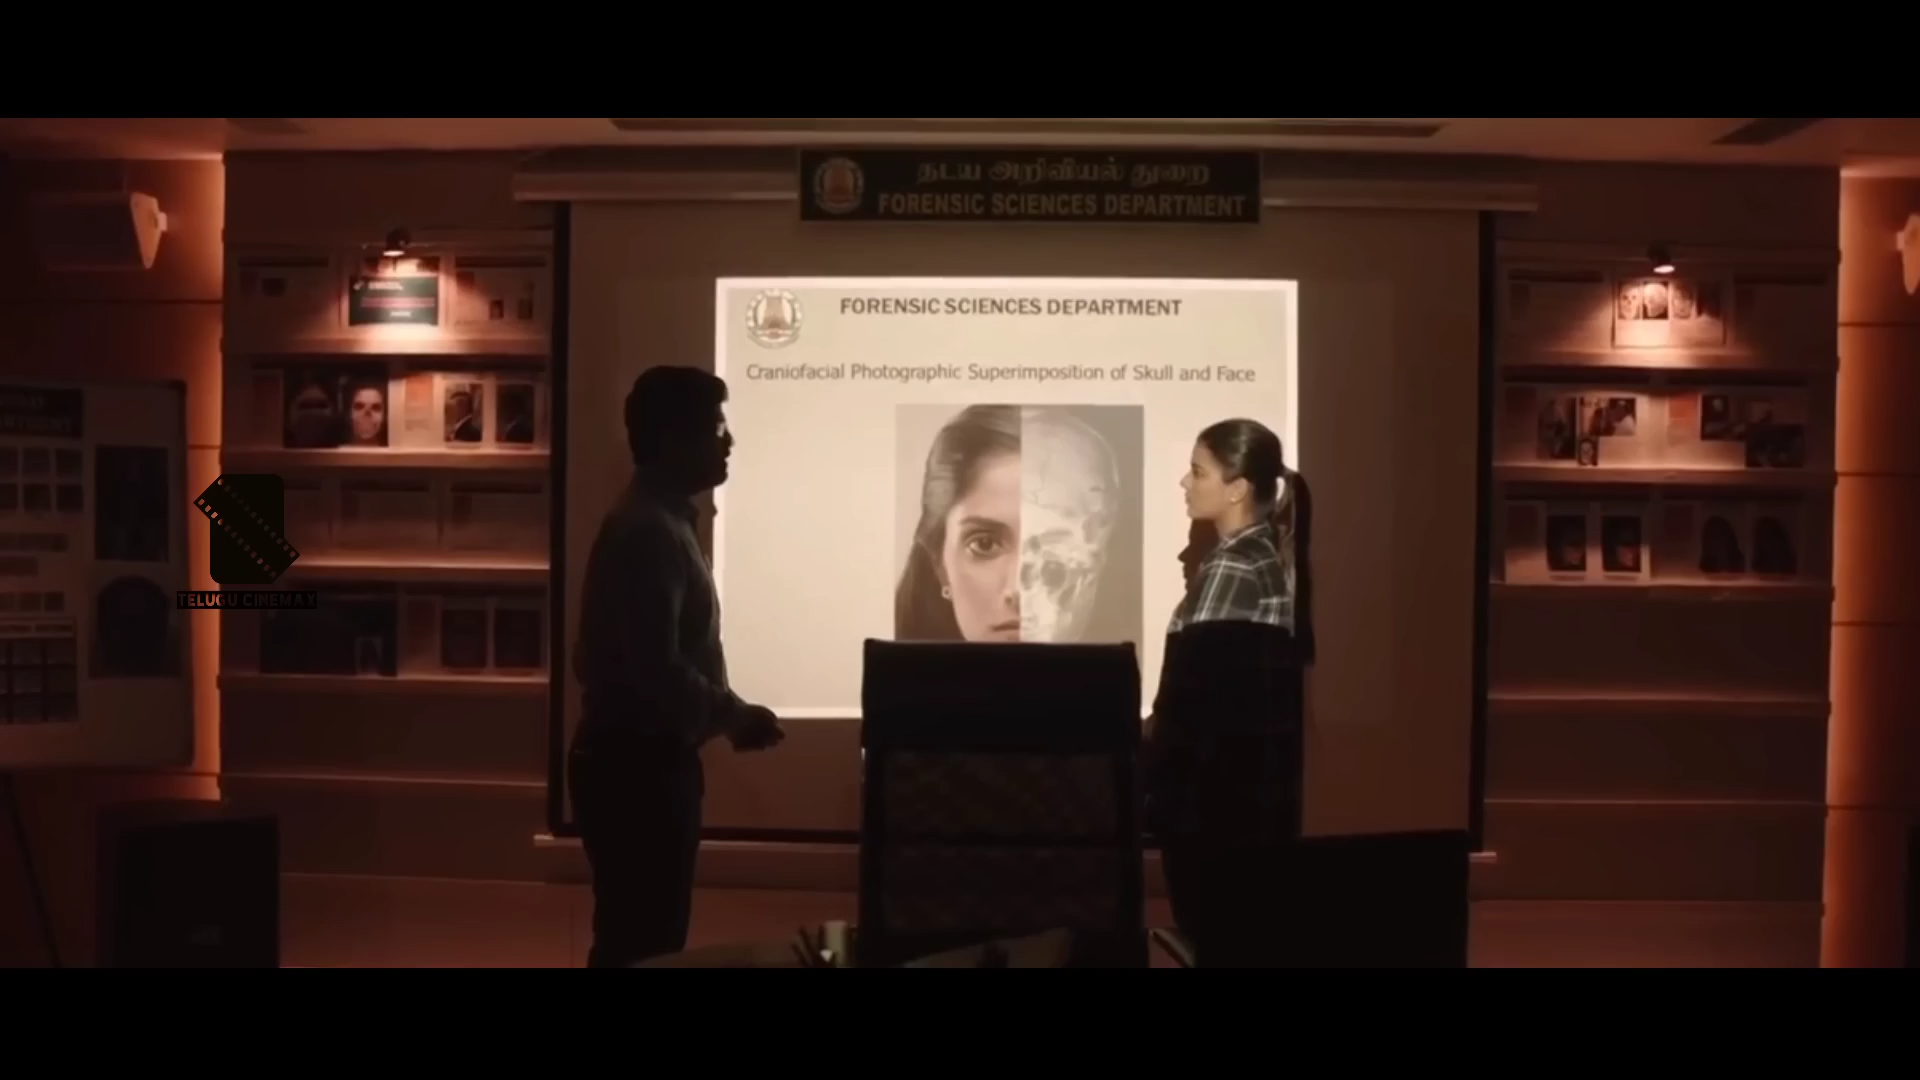 தடய அறிவியல் துறை
FORENSIC SCIENCES DEPARTMENT
FORENSIC SCIENCES DEPARTMENT
Craniofacial Photographic Superimposition of Skull and Face
TELUGU CINEMAX